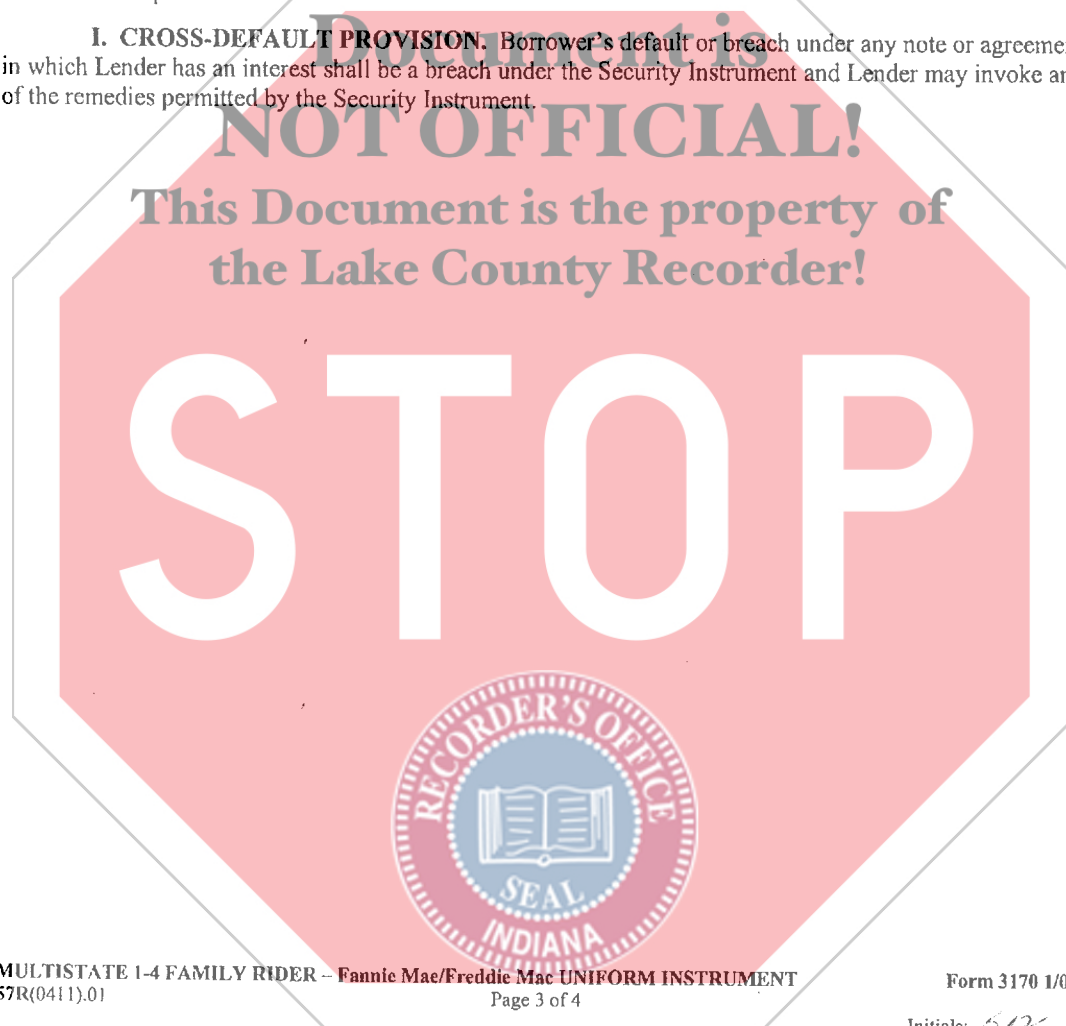 Document is
I. CROSS-DEFAULT PROVISION. Borrower's default or breach under any note or agreeme
in which Lender has an interest shall be a breach under the Security Instrument and Lender may invoke an
of the remedies permitted by the Security Instrument.
NOT OFFICIAL!
This Document is the property of
the Lake County Recorder!
STOP
RECORDER'S OFFICE
SEAL
INDIANA
MULTISTATE 1-4 FAMILY RIDER – Fannie Mae/Freddie Mac UNIFORM INSTRUMENT
Form 3170 1/0
57R(0411).01
Page 3 of 4
Initials: